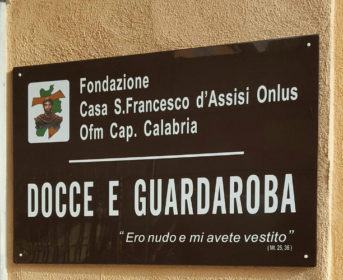 Fondazione
Casa S.Francesco d'Assisi Onlus
Ofm Cap. Calabria
DOCCE E GUARDAROBA
"Ero nudo e mi avete vestito"
(Mt. 25, 36)